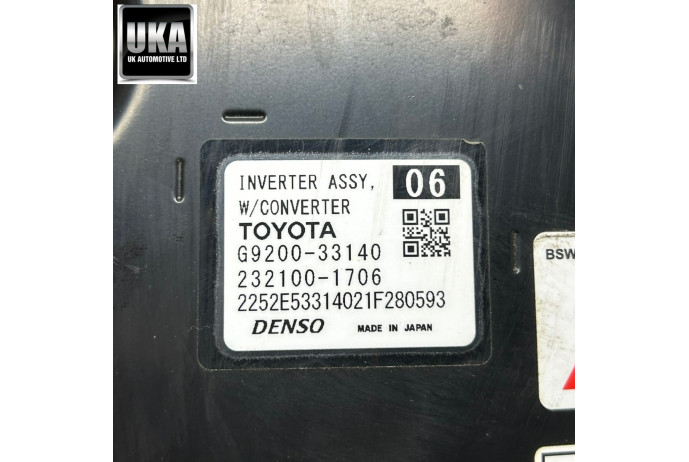 UKA
UK AUTOMOTIVE LTD
INVERTER ASSY, 06
W/CONVERTER
TOYOTA
G9200-33140
232100-1706
2252E53314021F280593
DENSO MADE IN JAPAN
BSW